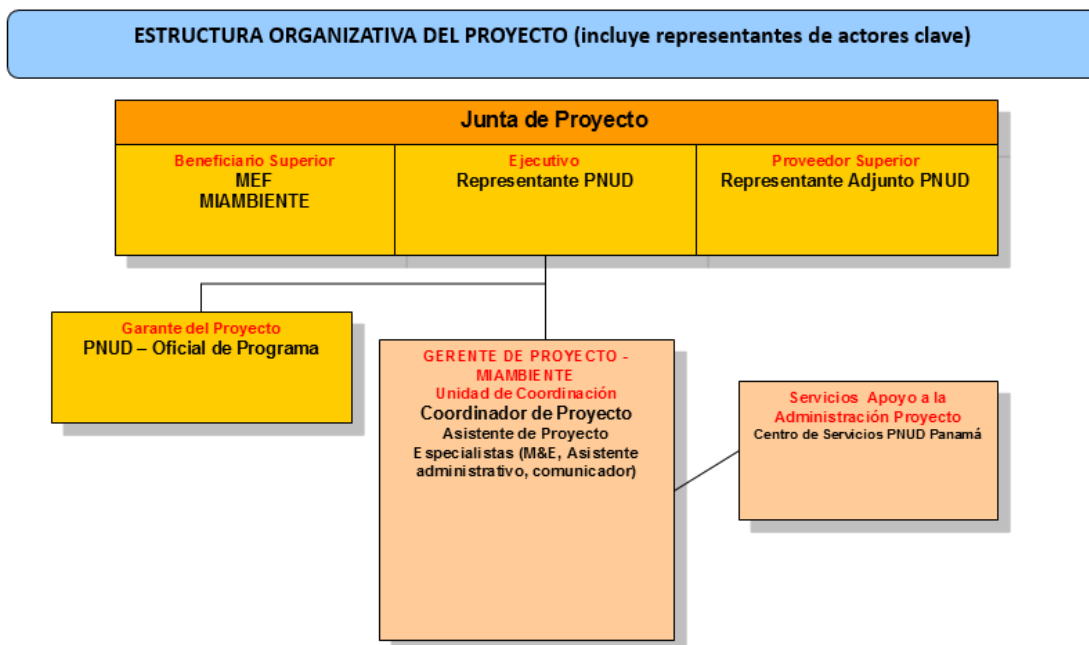 ESTRUCTURA ORGANIZATIVA DEL PROYECTO (incluye representantes de actores clave)
Junta de Proyecto
Beneficiario Superior
MEF
MIAMBIENTE
Ejecutivo
Representante PNUD
Proveedor Superior
Representante Adjunto PNUD
Garante del Proyecto
PNUD – Oficial de Programa
GERENTE DE PROYECTO -
MIAMBIENTE
Unidad de Coordinación
Coordinador de Proyecto
Asistente de Proyecto
Especialistas (M&E, Asistente
administrativo, comunicador)
Servicios Apoyo a la
Administración Proyecto
Centro de Servicios PNUD Panamá